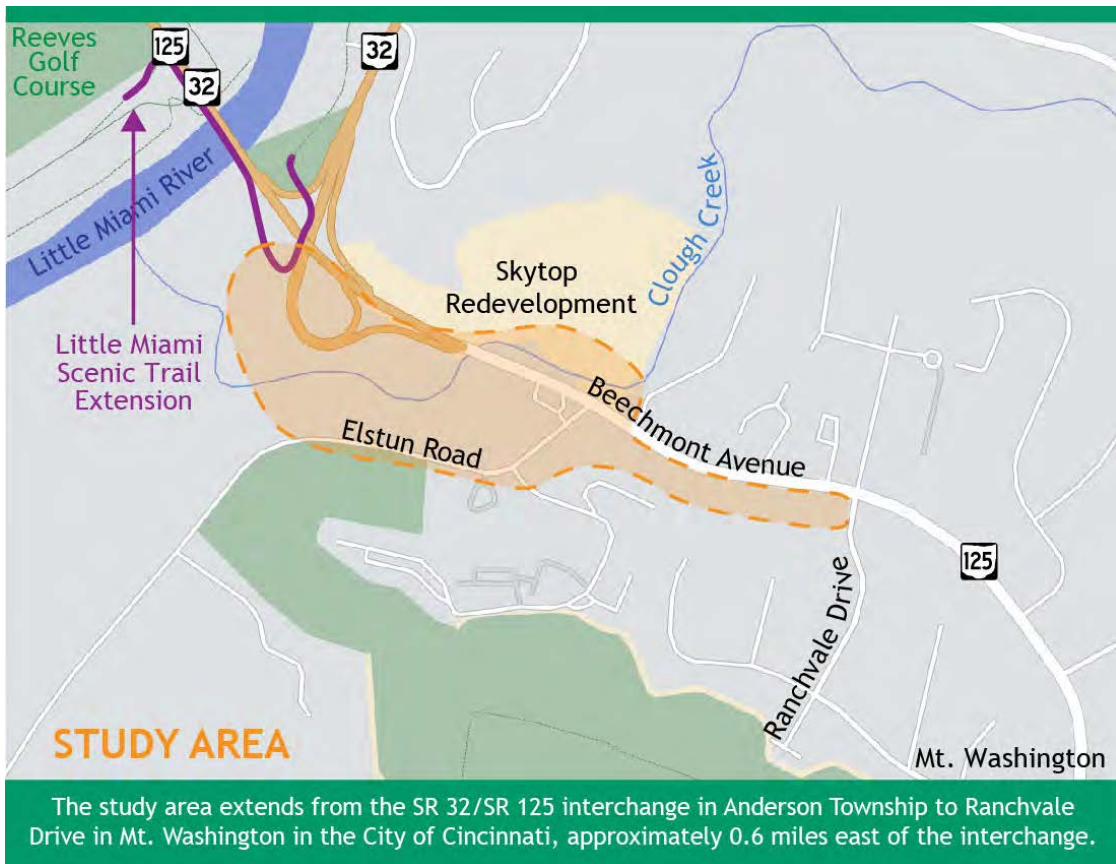 Reeves
Golf
Course
125
32
32
Little Miami River
Clough Creek
Skytop
Redevelopment
Little Miami
Scenic Trail
Extension
Elstun Road
Beechmont Avenue
125
Ranchvale Drive
STUDY AREA
Mt. Washington
The study area extends from the SR 32/SR 125 interchange in Anderson Township to Ranchvale
Drive in Mt. Washington in the City of Cincinnati, approximately 0.6 miles east of the interchange.